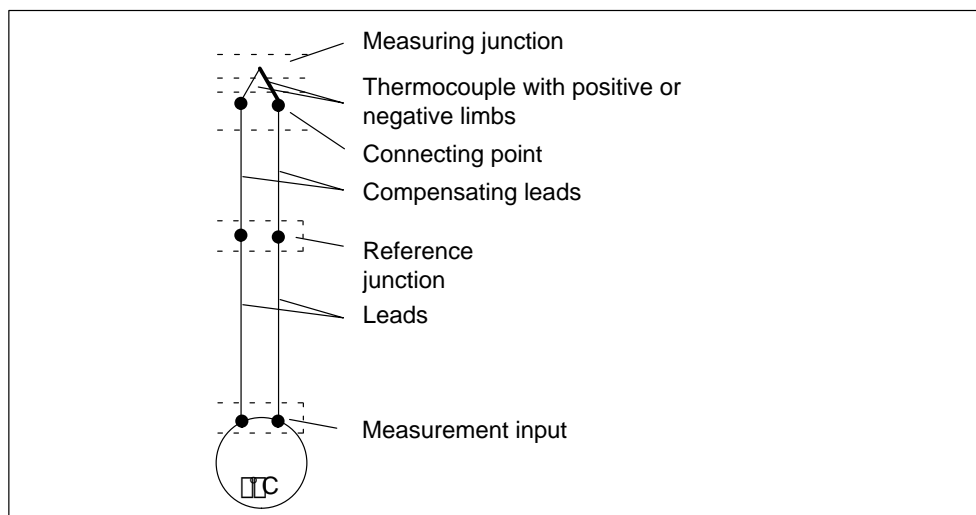 Measuring junction
Thermocouple with positive or
negative limbs
Connecting point
Compensating leads
Reference
junction
Leads
Measurement input